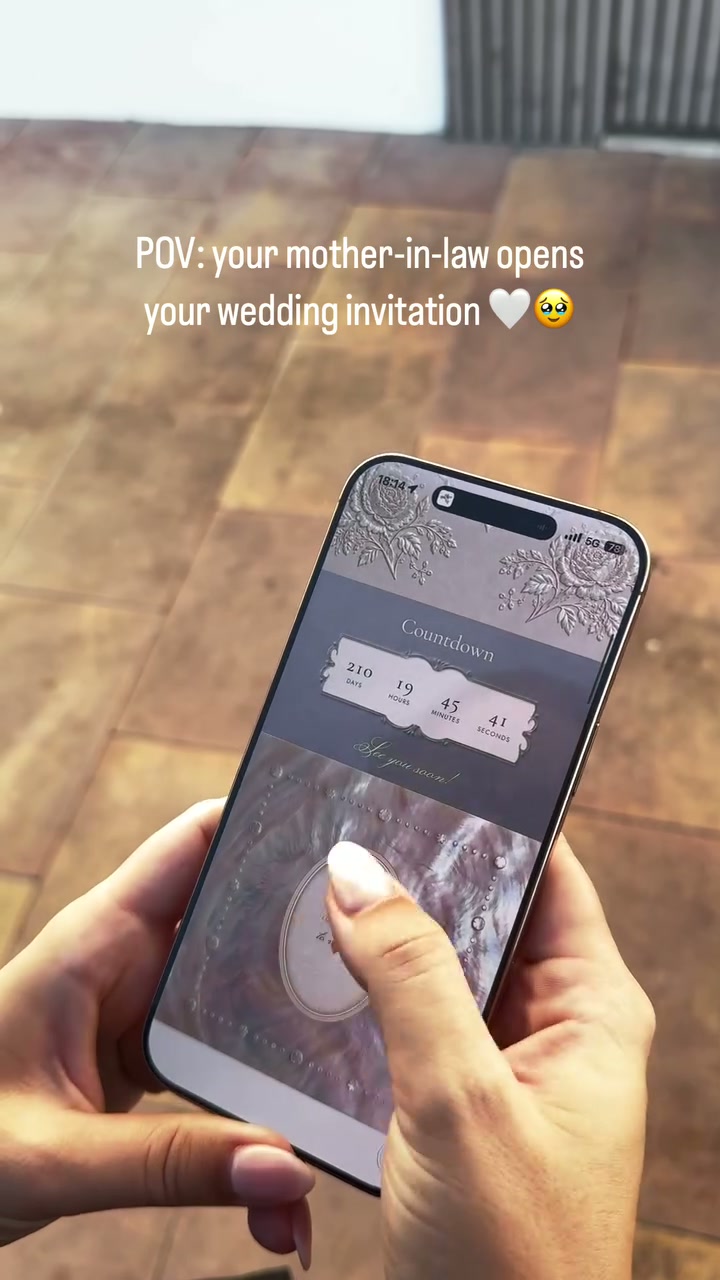 POV: your mother-in-law opens
your wedding invitation 🤍🥹
18:14
5G 78
Countdown
210 19 45 41
DAYS HOURS MINUTES SECONDS
See you soon!